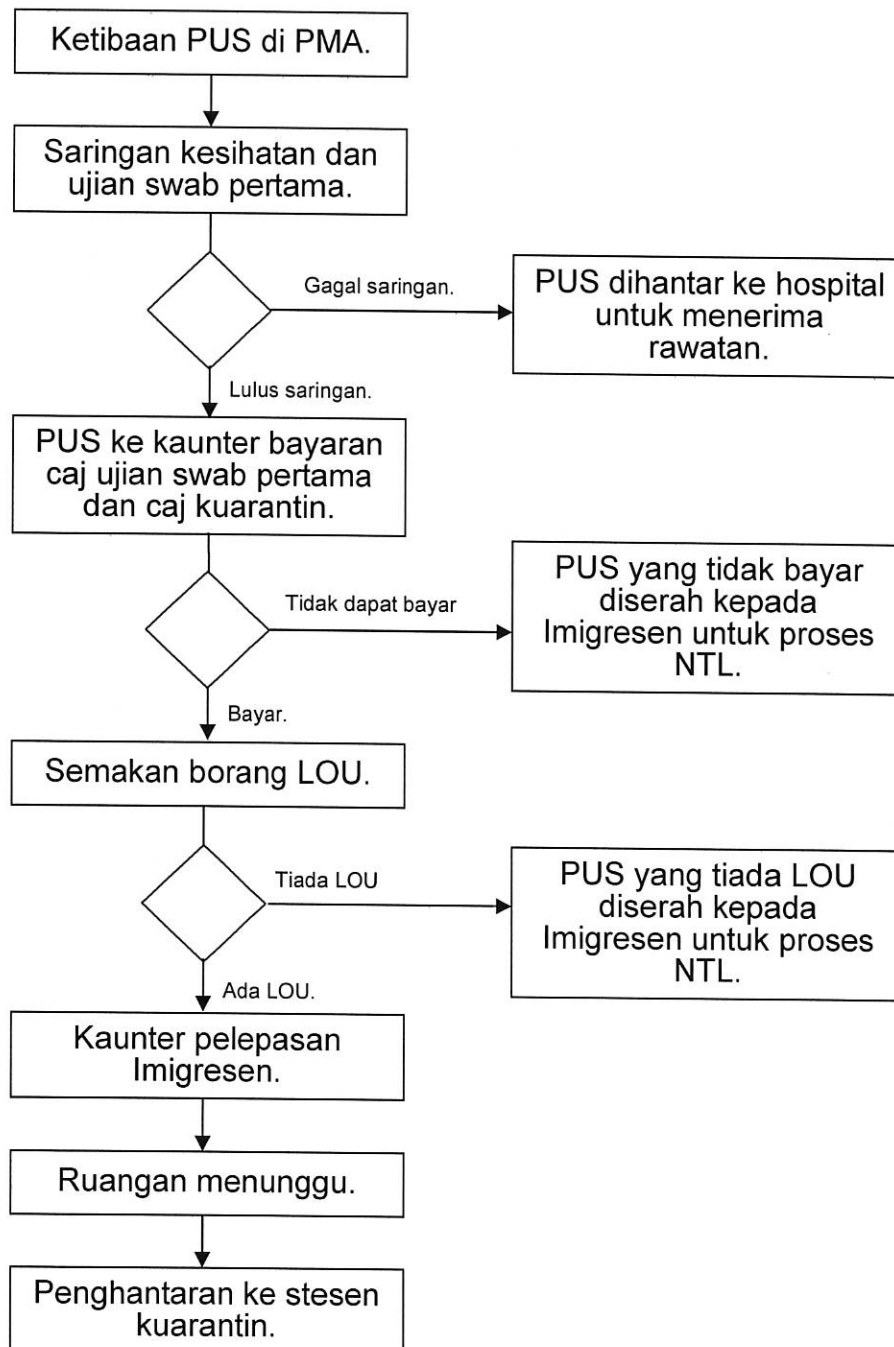 Ketibaan PUS di PMA.
Saringan kesihatan dan
ujian swab pertama.
Gagal saringan.
PUS dihantar ke hospital
untuk menerima
rawatan.
Lulus saringan.
PUS ke kaunter bayaran
caj ujian swab pertama
dan caj kuarantin.
Tidak dapat bayar
PUS yang tidak bayar
diserah kepada
Imigresen untuk proses
NTL.
Bayar.
Semakan borang LOU.
Tiada LOU
PUS yang tiada LOU
diserah kepada
Imigresen untuk proses
NTL.
Ada LOU.
Kaunter pelepasan
Imigresen.
Ruangan menunggu.
Penghantaran ke stesen
kuarantin.